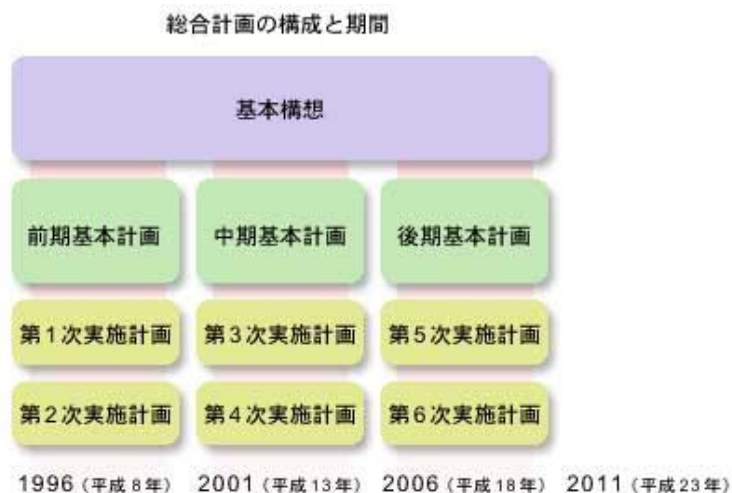 総合計画の構成と期間
基本構想
前期基本計画 中期基本計画 後期基本計画
第1次実施計画 第3次実施計画 第5次実施計画
第2次実施計画 第4次実施計画 第6次実施計画
1996（平成8年） 2001（平成13年） 2006（平成18年） 2011（平成23年）